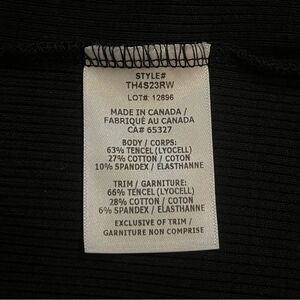 STYLE#
TH4S23RW
LOT#: 12896
MADE IN CANADA /
FABRIQUÉ AU CANADA
CA# 65327
BODY / CORPS:
63% TENCEL (LYOCELL)
27% COTTON / COTON
10% SPANDEX / ELASTHANNE
TRIM / GARNITURE:
66% TENCEL (LYOCELL)
28% COTTON / COTON
6% SPANDEX / ELASTHANNE
EXCLUSIVE OF TRIM /
GARNITURE NON COMPRISE